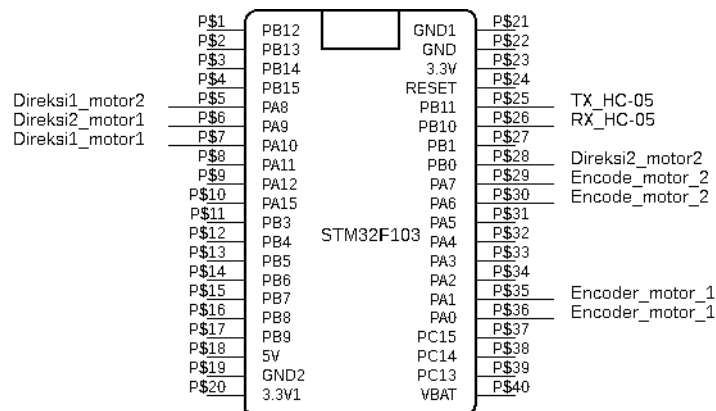 P$1 PB12 GND1 P$21
P$2 PB13 GND P$22
P$3 PB14 3.3V P$23
P$4 PB15 RESET P$24
Direksi1_motor2 P$5 PA8 PB11 P$25 TX_HC-05
Direksi2_motor1 P$6 PA9 PB10 P$26 RX_HC-05
Direksi1_motor1 P$7 PA10 PB1 P$27
P$8 PA11 PB0 P$28 Direksi2_motor2
P$9 PA12 PA7 P$29 Encode_motor_2
P$10 PA15 PA6 P$30 Encode_motor_2
P$11 PB3 PA5 P$31
P$12 PB4 STM32F103 PA4 P$32
P$13 PB5 PA3 P$33
P$14 PB6 PA2 P$34
P$15 PB7 PA1 P$35 Encoder_motor_1
P$16 PB8 PA0 P$36 Encoder_motor_1
P$17 PB9 PC15 P$37
P$18 5V PC14 P$38
P$19 GND2 PC13 P$39
P$20 3.3V1 VBAT P$40